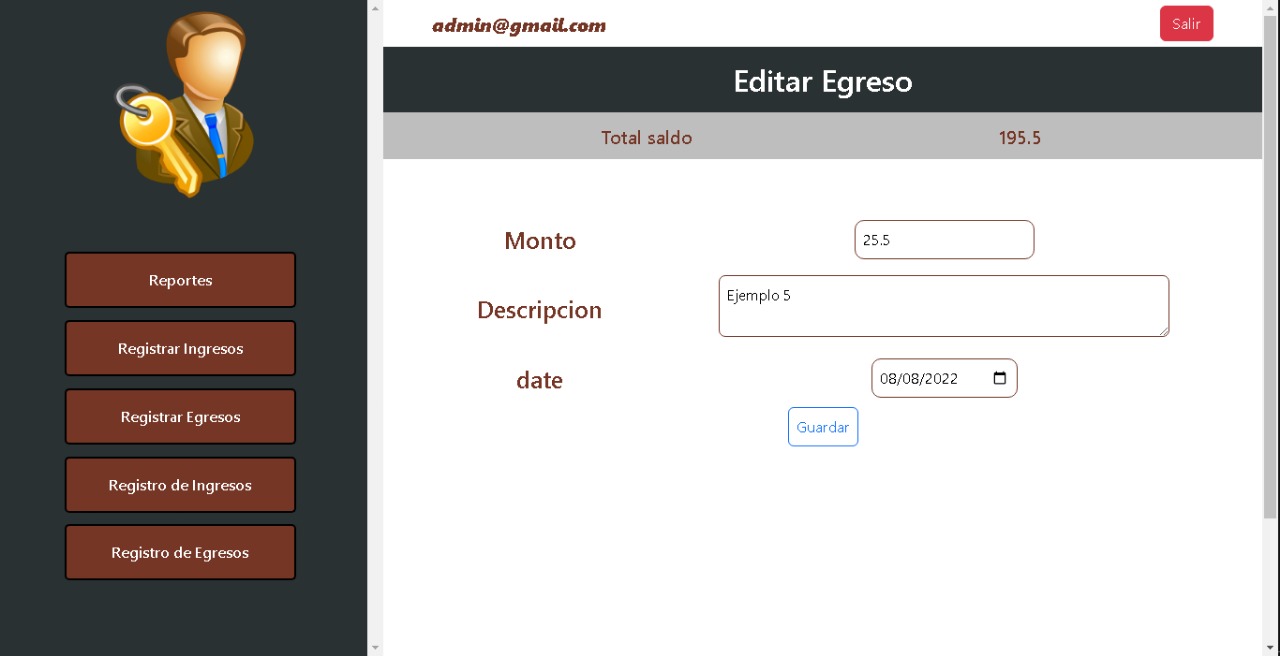 admin@gmail.com
Salir
Editar Egreso
Total saldo 195.5
Reportes
Registrar Ingresos
Registrar Egresos
Registro de Ingresos
Registro de Egresos
Monto 25.5
Descripcion Ejemplo 5
date 08/08/2022
Guardar